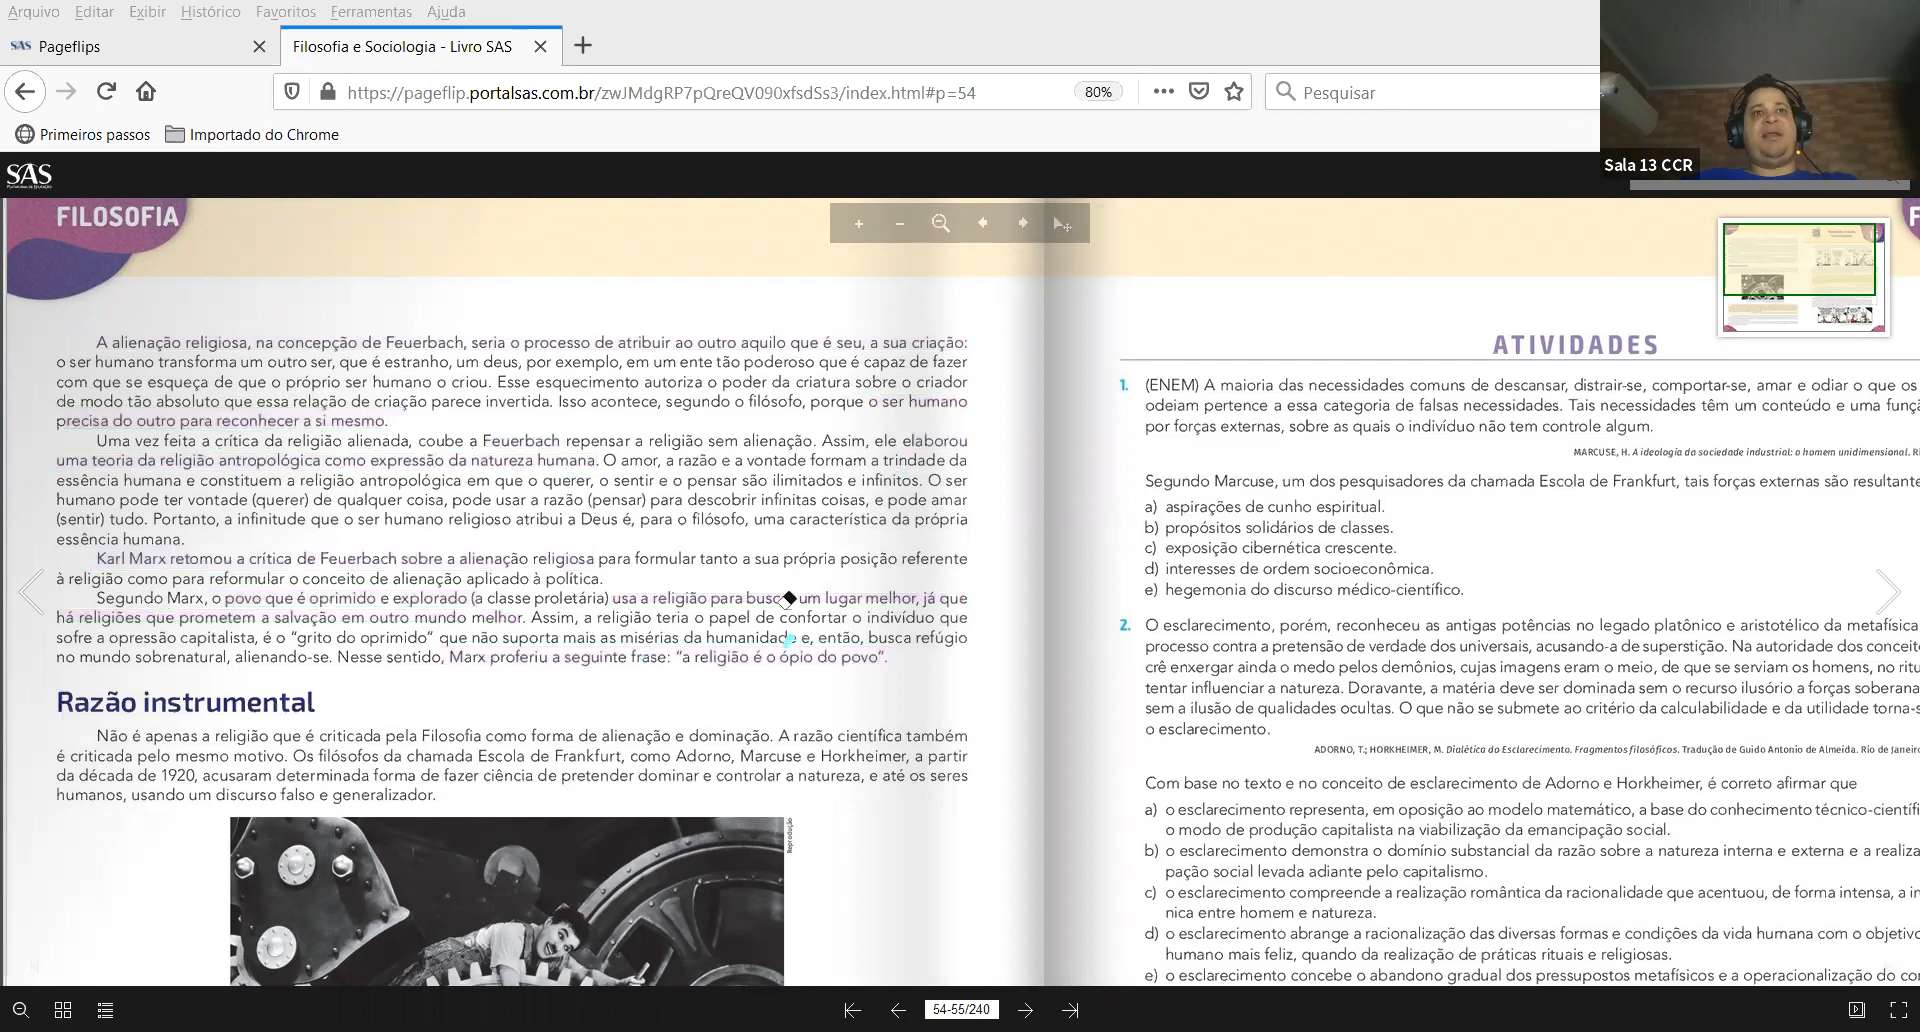 Arquivo Editar Exibir Histórico Favoritos Ferramentas Ajuda
SAS Pageflips
Filosofia e Sociologia - Livro SAS
https://pageflip.portalsas.com.br/zwJMdgRP7pQreQV090xfsdSs3/index.html#p=54
80%
Pesquisar
Primeiros passos
Importado do Chrome
Sala 13 CCR
SAS
FILOSOFIA
A alienação religiosa, na concepção de Feuerbach, seria o processo de atribuir ao outro aquilo que é seu, a sua criação:
o ser humano transforma um outro ser, que é estranho, um deus, por exemplo, em um ente tão poderoso que é capaz de fazer
com que se esqueça de que o próprio ser humano o criou. Esse esquecimento autoriza o poder da criatura sobre o criador
de modo tão absoluto que essa relação de criação parece invertida. Isso acontece, segundo o filósofo, porque o ser humano
precisa do outro para reconhecer a si mesmo.
Uma vez feita a crítica da religião alienada, coube a Feuerbach repensar a religião sem alienação. Assim, ele elaborou
uma teoria da religião antropológica como expressão da natureza humana. O amor, a razão e a vontade formam a trindade da
essência humana e constituem a religião antropológica em que o querer, o sentir e o pensar são ilimitados e infinitos. O ser
humano pode ter vontade (querer) de qualquer coisa, pode usar a razão (pensar) para descobrir infinitas coisas, e pode amar
(sentir) tudo. Portanto, a infinitude que o ser humano religioso atribui a Deus é, para o filósofo, uma característica da própria
essência humana.
Karl Marx retomou a crítica de Feuerbach sobre a alienação religiosa para formular tanto a sua própria posição referente
à religião como para reformular o conceito de alienação aplicado à política.
Segundo Marx, o povo que é oprimido e explorado (a classe proletária) usa a religião para busc um lugar melhor, já que
há religiões que prometem a salvação em outro mundo melhor. Assim, a religião teria o papel de confortar o indivíduo que
sofre a opressão capitalista, é o “grito do oprimido” que não suporta mais as misérias da humanidade e, então, busca refúgio
no mundo sobrenatural, alienando-se. Nesse sentido, Marx proferiu a seguinte frase: “a religião é o ópio do povo”.
Razão instrumental
Não é apenas a religião que é criticada pela Filosofia como forma de alienação e dominação. A razão científica também
é criticada pelo mesmo motivo. Os filósofos da chamada Escola de Frankfurt, como Adorno, Marcuse e Horkheimer, a partir
da década de 1920, acusaram determinada forma de fazer ciência de pretender dominar e controlar a natureza, e até os seres
humanos, usando um discurso falso e generalizador.
Reprodução
ATIVIDADES
1. (ENEM) A maioria das necessidades comuns de descansar, distrair-se, comportar-se, amar e odiar o que os
odeiam pertence a essa categoria de falsas necessidades. Tais necessidades têm um conteúdo e uma funçã
por forças externas, sobre as quais o indivíduo não tem controle algum.
MARCUSE, H. A ideologia da sociedade industrial: o homem unidimensional. Ri
Segundo Marcuse, um dos pesquisadores da chamada Escola de Frankfurt, tais forças externas são resultante
a) aspirações de cunho espiritual.
b) propósitos solidários de classes.
c) exposição cibernética crescente.
d) interesses de ordem socioeconômica.
e) hegemonia do discurso médico-científico.
2. O esclarecimento, porém, reconheceu as antigas potências no legado platônico e aristotélico da metafísica
processo contra a pretensão de verdade dos universais, acusando-a de superstição. Na autoridade dos conceit
crê enxergar ainda o medo pelos demônios, cujas imagens eram o meio, de que se serviam os homens, no ritu
tentar influenciar a natureza. Doravante, a matéria deve ser dominada sem o recurso ilusório a forças soberana
sem a ilusão de qualidades ocultas. O que não se submete ao critério da calculabilidade e da utilidade torna-s
o esclarecimento.
ADORNO, T.; HORKHEIMER, M. Dialética do Esclarecimento. Fragmentos filosóficos. Tradução de Guido Antonio de Almeida. Rio de Janeiro
Com base no texto e no conceito de esclarecimento de Adorno e Horkheimer, é correto afirmar que
a) o esclarecimento representa, em oposição ao modelo matemático, a base do conhecimento técnico-científi
o modo de produção capitalista na viabilização da emancipação social.
b) o esclarecimento demonstra o domínio substancial da razão sobre a natureza interna e externa e a realiza
pação social levada adiante pelo capitalismo.
c) o esclarecimento compreende a realização romântica da racionalidade que acentuou, de forma intensa, a in
nica entre homem e natureza.
d) o esclarecimento abrange a racionalização das diversas formas e condições da vida humana com o objetivo
humano mais feliz, quando da realização de práticas rituais e religiosas.
e) o esclarecimento concebe o abandono gradual dos pressupostos metafísicos e a operacionalização do con
54-55/240